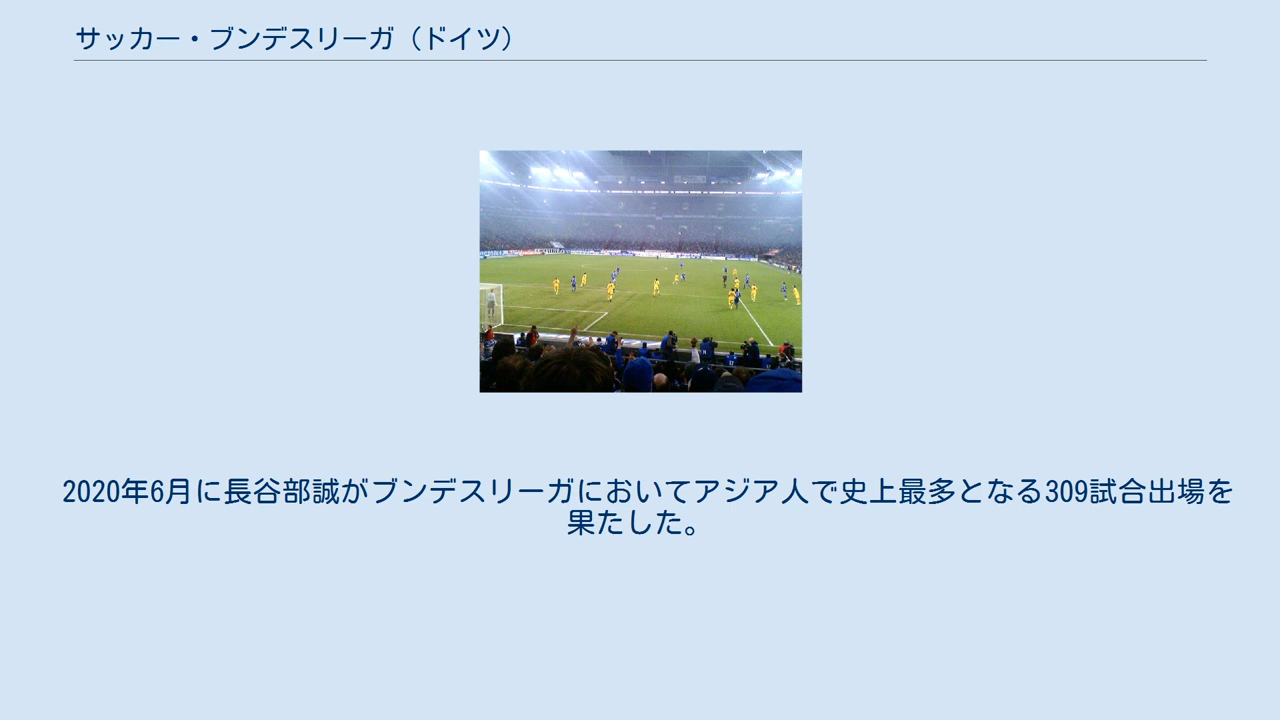 サッカー・ブンデスリーガ（ドイツ）
2020年6月に長谷部誠がブンデスリーガにおいてアジア人で史上最多となる309試合出場を
果たした。